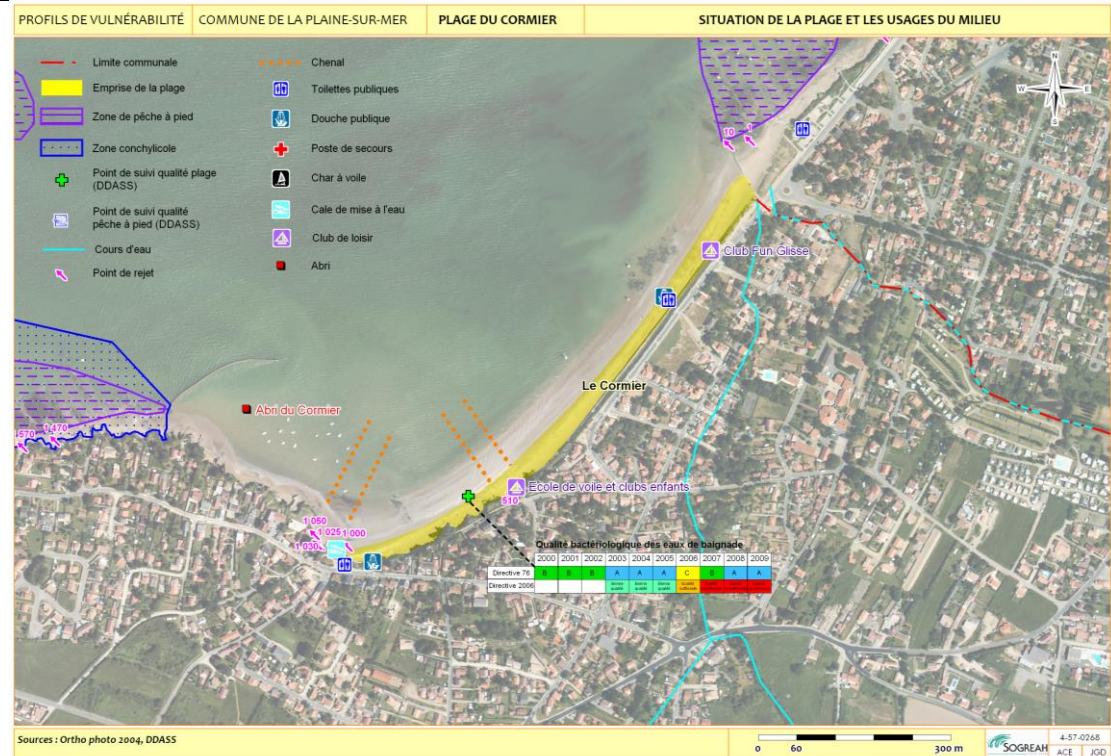 PROFILS DE VULNÉRABILITÉ
COMMUNE DE LA PLAINE-SUR-MER
PLAGE DU CORMIER
SITUATION DE LA PLAGE ET LES USAGES DU MILIEU
Limite communale
Emprise de la plage
Zone de pêche à pied
Zone conchylicole
Point de suivi qualité plage
(DDASS)
Point de suivi qualité
pêche à pied (DDASS)
Cours d'eau
Point de rejet
Chenal
Toilettes publiques
Douche publique
Poste de secours
Char à voile
Cale de mise à l'eau
Club de loisir
Abri
N
W E
S
10 1
Club Fun Glisse
Le Cormier
Abri du Cormier
570 1 470
Ecole de voile et clubs enfants
510
1 050
1 025 1 000
1 030
Qualité bactériologique des eaux de baignade
2000 2001 2002 2003 2004 2005 2006 2007 2008 2009
Directive 76 B B B A A A C B A A
Directive 2006
Sources : Ortho photo 2004, DDASS
0 60 300 m
SOGREAH
4-57-0268
ACE JGD